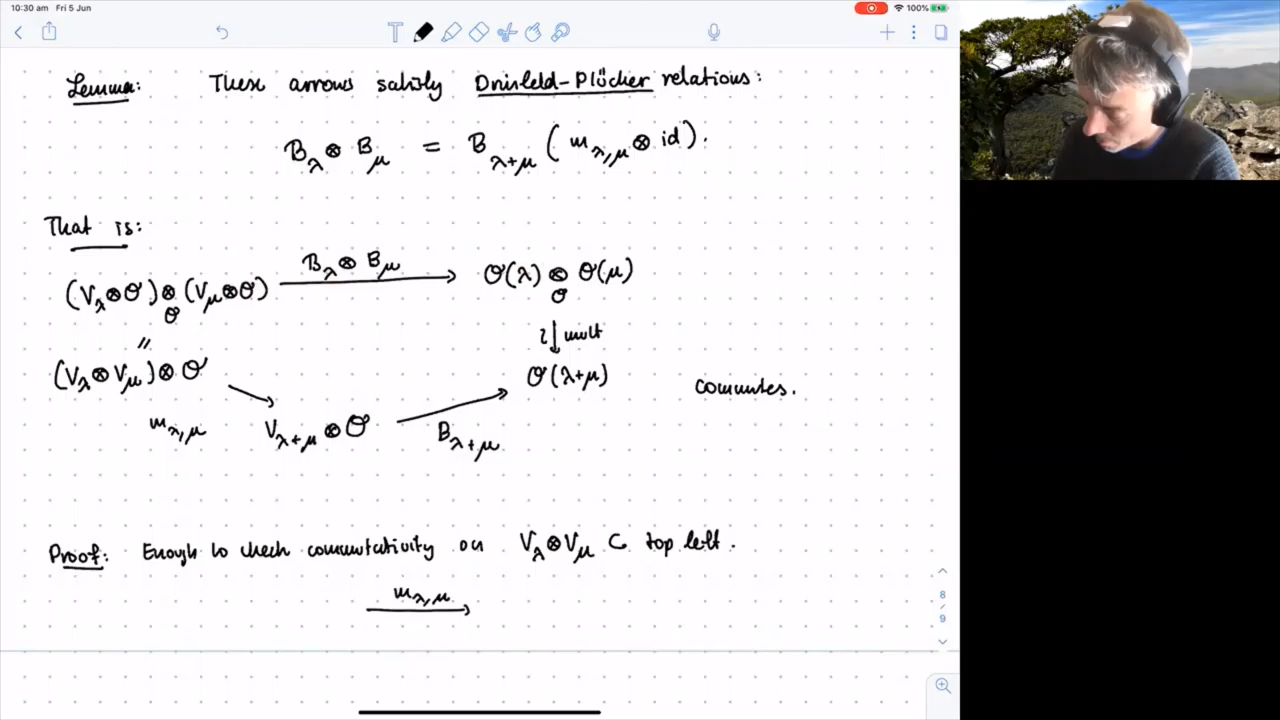 10:30 am Fri 5 Jun
100%
Lemma: These arrows satisfy Drinfeld-Plücker relations:
B_λ ⊗ B_μ = B_{λ+μ} (m_{λ,μ} ⊗ id).
That is:
(V_λ⊗O)⊗_O(V_μ⊗O) B_λ⊗B_μ → O(λ)⊗_O O(μ)
= ≀↓ mult
(V_λ⊗V_μ)⊗O O(λ+μ) commutes.
m_{λ,μ} ↘ V_{λ+μ}⊗O → B_{λ+μ}
Proof: Enough to check commutativity on V_λ⊗V_μ ⊂ top left.
m_{λ,μ} →
8
/
9